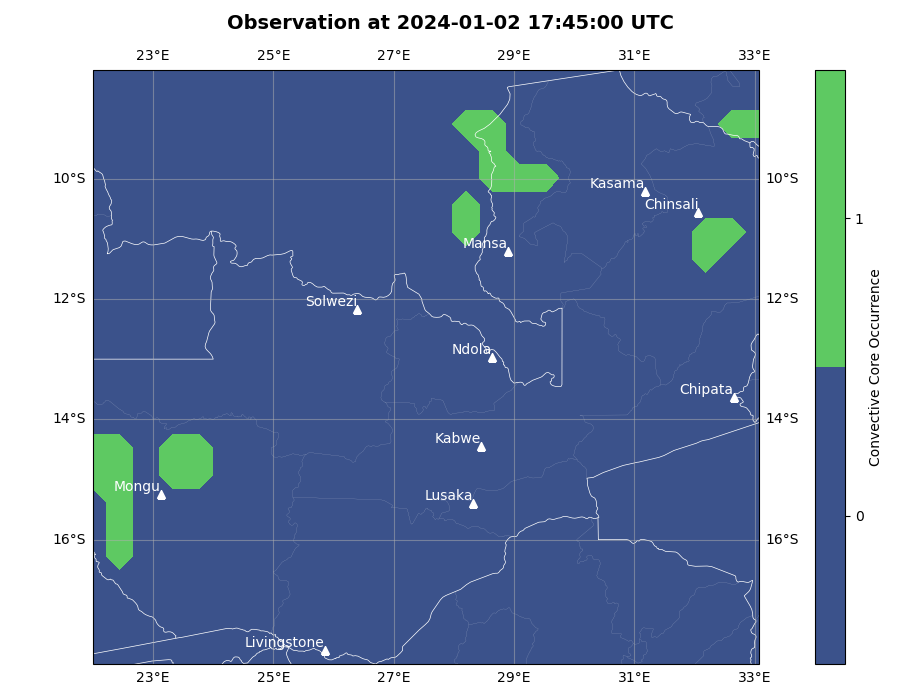 Observation at 2024-01-02 17:45:00 UTC
23°E 25°E 27°E 29°E 31°E 33°E
10°S 10°S
Kasama
Chinsali
Mansa
12°S 12°S
Solwezi
Ndola
Chipata
14°S 14°S
Kabwe
Mongu
Lusaka
16°S 16°S
Livingstone
23°E 25°E 27°E 29°E 31°E 33°E
1
0
Convective Core Occurrence